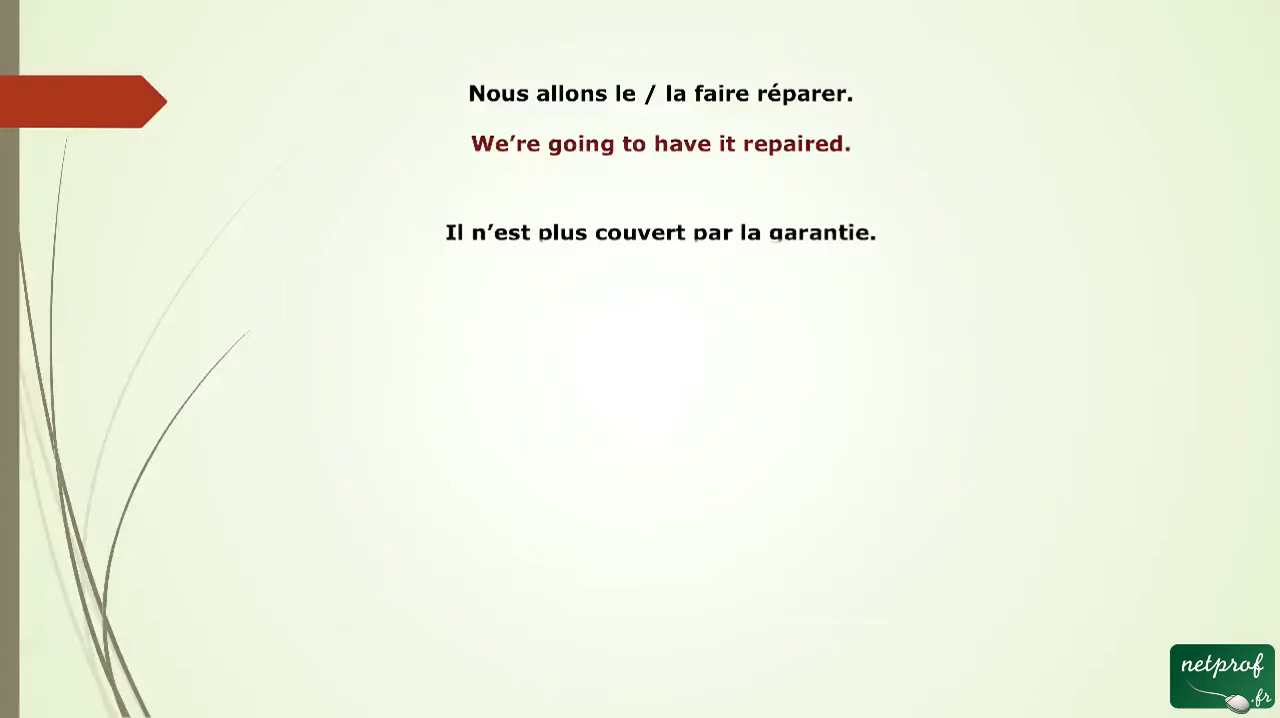 Nous allons le / la faire réparer.
We’re going to have it repaired.
Il n’est plus couvert par la garantie.
netprof
.fr